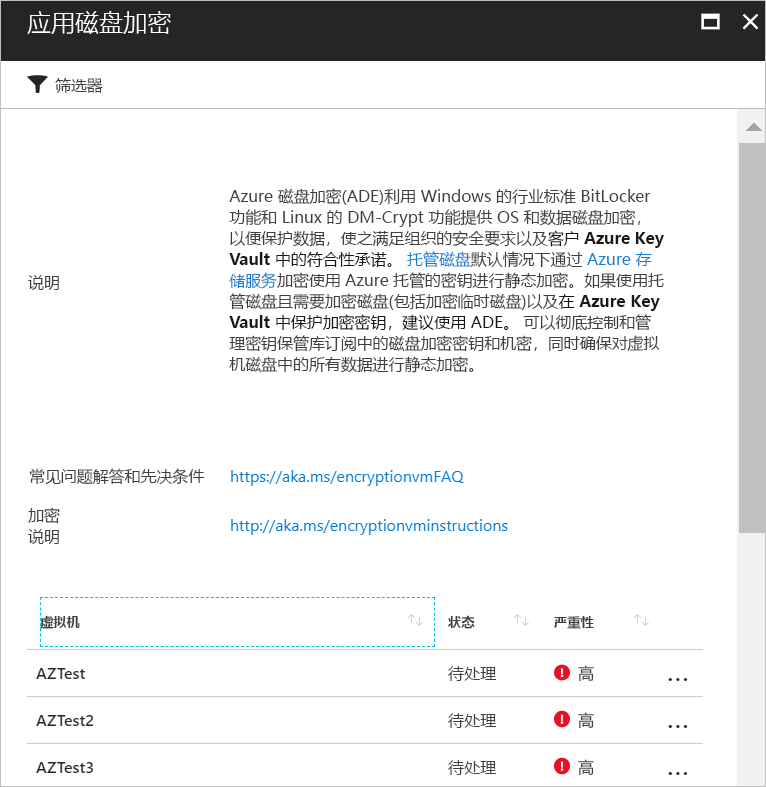 应用磁盘加密
筛选器
说明
Azure 磁盘加密(ADE)利用 Windows 的行业标准 BitLocker
功能和 Linux 的 DM-Crypt 功能提供 OS 和数据磁盘加密，
以便保护数据，使之满足组织的安全要求以及客户 Azure Key
Vault 中的符合性承诺。 托管磁盘默认情况下通过 Azure 存
储服务加密使用 Azure 托管的密钥进行静态加密。如果使用托
管磁盘且需要加密磁盘(包括加密临时磁盘)以及在 Azure Key
Vault 中保护加密密钥，建议使用 ADE。 可以彻底控制和管
理密钥保管库订阅中的磁盘加密密钥和机密，同时确保对虚拟
机磁盘中的所有数据进行静态加密。
常见问题解答和先决条件 https://aka.ms/encryptionvmFAQ
加密
说明
http://aka.ms/encryptionvminstructions
虚拟机 状态 严重性
AZTest 待处理 高 ...
AZTest2 待处理 高 ...
AZTest3 待处理 高 ...